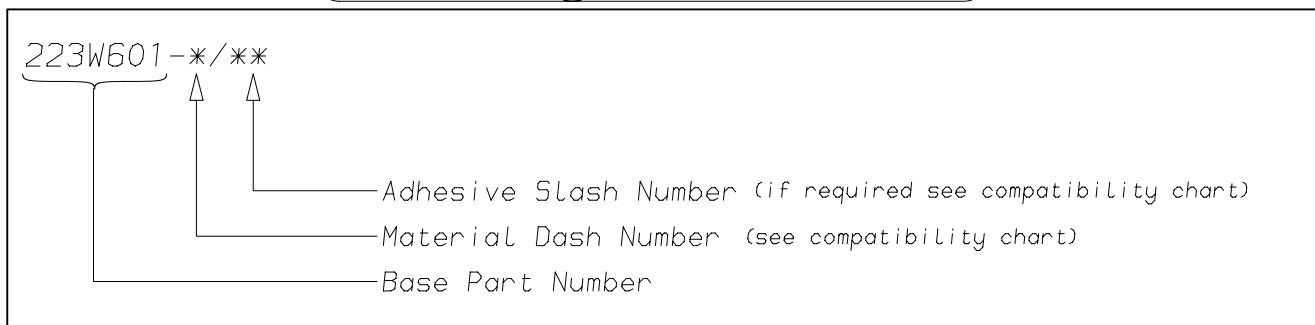 223W601-*/**
Adhesive Slash Number (if required see compatibility chart)
Material Dash Number (see compatibility chart)
Base Part Number